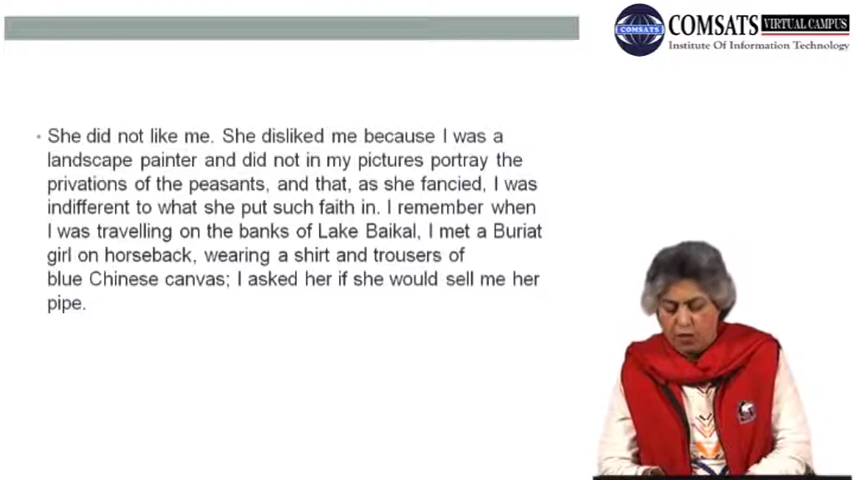 COMSATS VIRTUAL CAMPUS
Institute Of Information Technology
COMSATS
• She did not like me. She disliked me because I was a
landscape painter and did not in my pictures portray the
privations of the peasants, and that, as she fancied, I was
indifferent to what she put such faith in. I remember when
I was travelling on the banks of Lake Baikal, I met a Buriat
girl on horseback, wearing a shirt and trousers of
blue Chinese canvas; I asked her if she would sell me her
pipe.